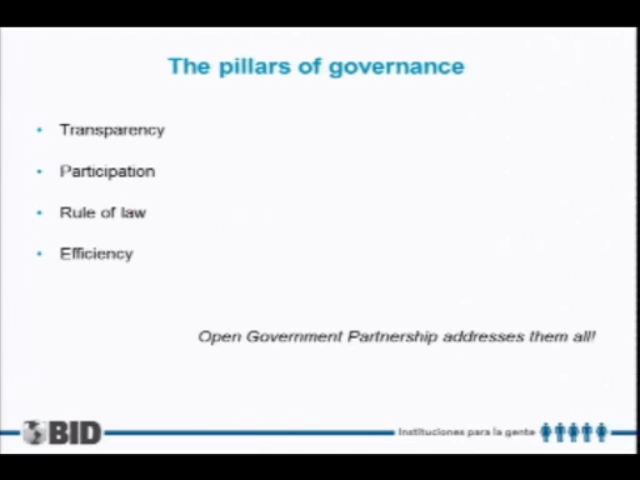 The pillars of governance
• Transparency
• Participation
• Rule of law
• Efficiency
Open Government Partnership addresses them all!
BID
Instituciones para la gente